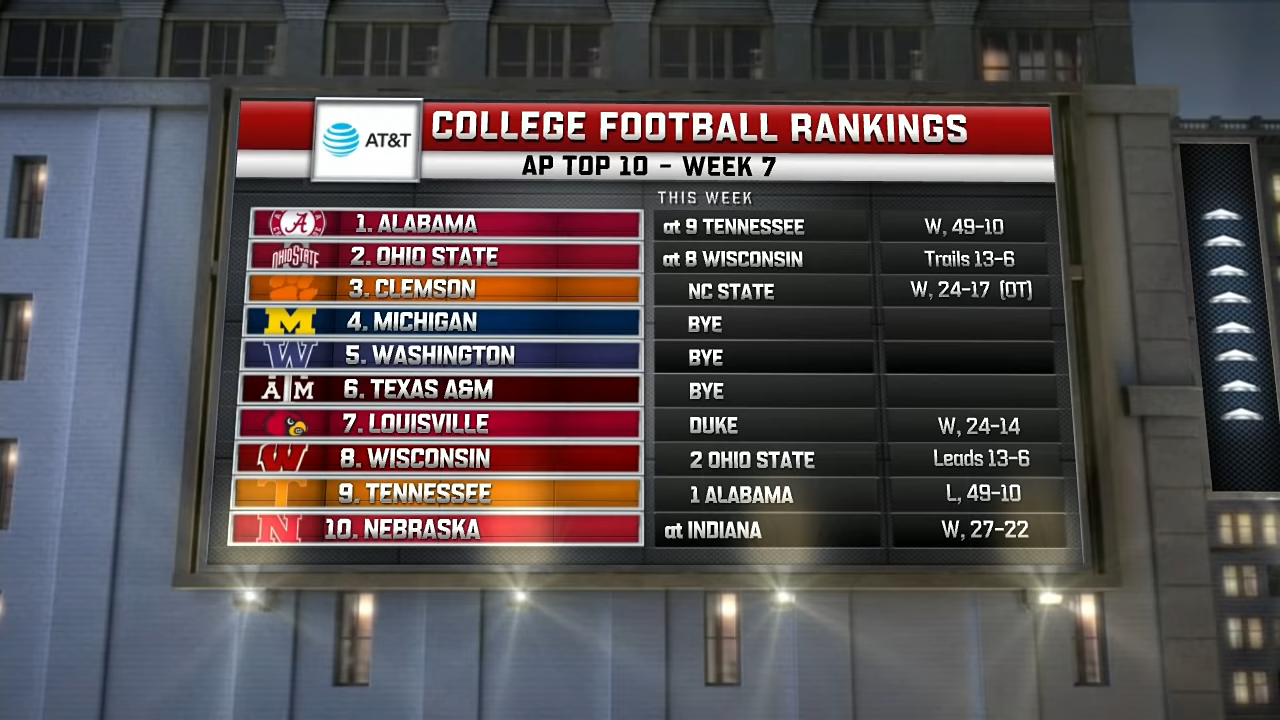 AT&T
COLLEGE FOOTBALL RANKINGS
AP TOP 10 - WEEK 7
THIS WEEK
1. ALABAMA at 9 TENNESSEE W, 49-10
2. OHIO STATE at 8 WISCONSIN Trails 13-6
3. CLEMSON NC STATE W, 24-17 (OT)
4. MICHIGAN BYE
5. WASHINGTON BYE
6. TEXAS A&M BYE
7. LOUISVILLE DUKE W, 24-14
8. WISCONSIN 2 OHIO STATE Leads 13-6
9. TENNESSEE 1 ALABAMA L, 49-10
10. NEBRASKA at INDIANA W, 27-22